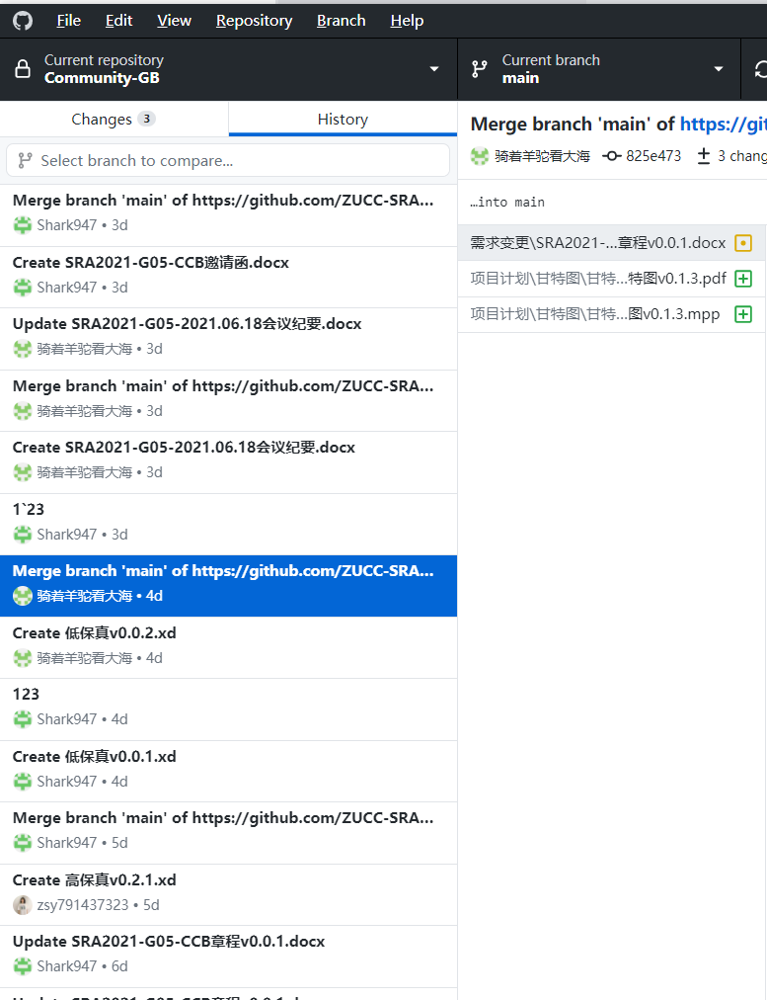 File Edit View Repository Branch Help
Current repository
Community-GB
Current branch
main
Changes 3
History
Select branch to compare...
Merge branch 'main' of https://github.com/ZUCC-SRA...
Shark947 • 3d
Create SRA2021-G05-CCB邀请函.docx
Shark947 • 3d
Update SRA2021-G05-2021.06.18会议纪要.docx
骑着羊驼看大海 • 3d
Merge branch 'main' of https://github.com/ZUCC-SRA...
骑着羊驼看大海 • 3d
Create SRA2021-G05-2021.06.18会议纪要.docx
骑着羊驼看大海 • 3d
1`23
Shark947 • 3d
Merge branch 'main' of https://github.com/ZUCC-SRA...
骑着羊驼看大海 • 4d
Create 低保真v0.0.2.xd
骑着羊驼看大海 • 4d
123
Shark947 • 4d
Create 低保真v0.0.1.xd
Shark947 • 4d
Merge branch 'main' of https://github.com/ZUCC-SRA...
Shark947 • 5d
Create 高保真v0.2.1.xd
zsy791437323 • 5d
Update SRA2021-G05-CCB章程v0.0.1.docx
Shark947 • 6d
Merge branch 'main' of https://git
骑着羊驼看大海 825e473 3 chang
…into main
需求变更\SRA2021-...章程v0.0.1.docx
项目计划\甘特图\甘特...特图v0.1.3.pdf
项目计划\甘特图\甘特...图v0.1.3.mpp